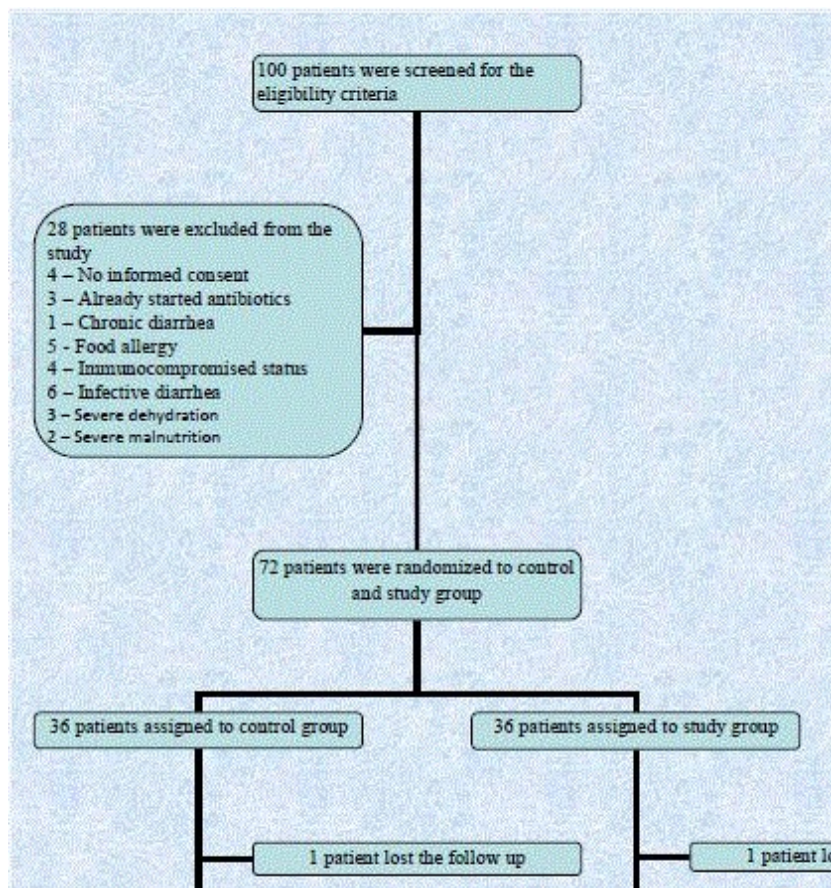 100 patients were screened for the
eligibility criteria
28 patients were excluded from the
study
4 – No informed consent
3 – Already started antibiotics
1 – Chronic diarrhea
5 - Food allergy
4 – Immunocompromised status
6 – Infective diarrhea
3 – Severe dehydration
2 – Severe malnutrition
72 patients were randomized to control
and study group
36 patients assigned to control group
36 patients assigned to study group
1 patient lost the follow up
1 patient lo